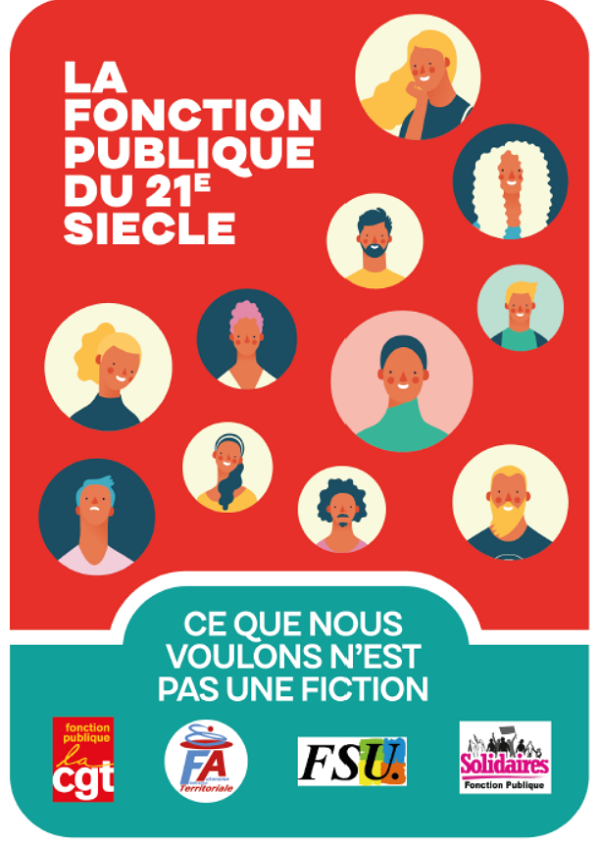 LA
FONCTION
PUBLIQUE
DU 21E
SIECLE
CE QUE NOUS
VOULONS N'EST
PAS UNE FICTION
fonction
publique
la
cgt
FA
Territoriale
FSU.
Solidaires
Fonction Publique